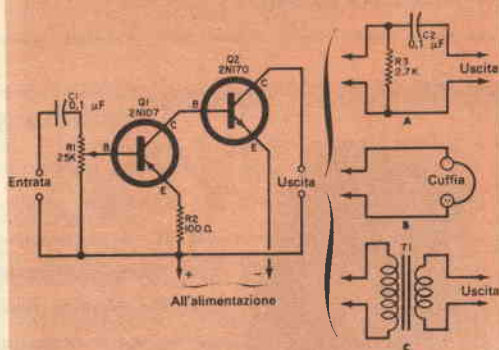 C1
0,1 µF
R1
25K
Entrata
Q1
2N107
B
C
E
R2
100 Ω
Q2
2N170
B
C
E
Uscita
+
−
All'alimentazione
C2
0,1 µF
R3
2,7K
Uscita
A
Cuffia
B
T1
Uscita
C